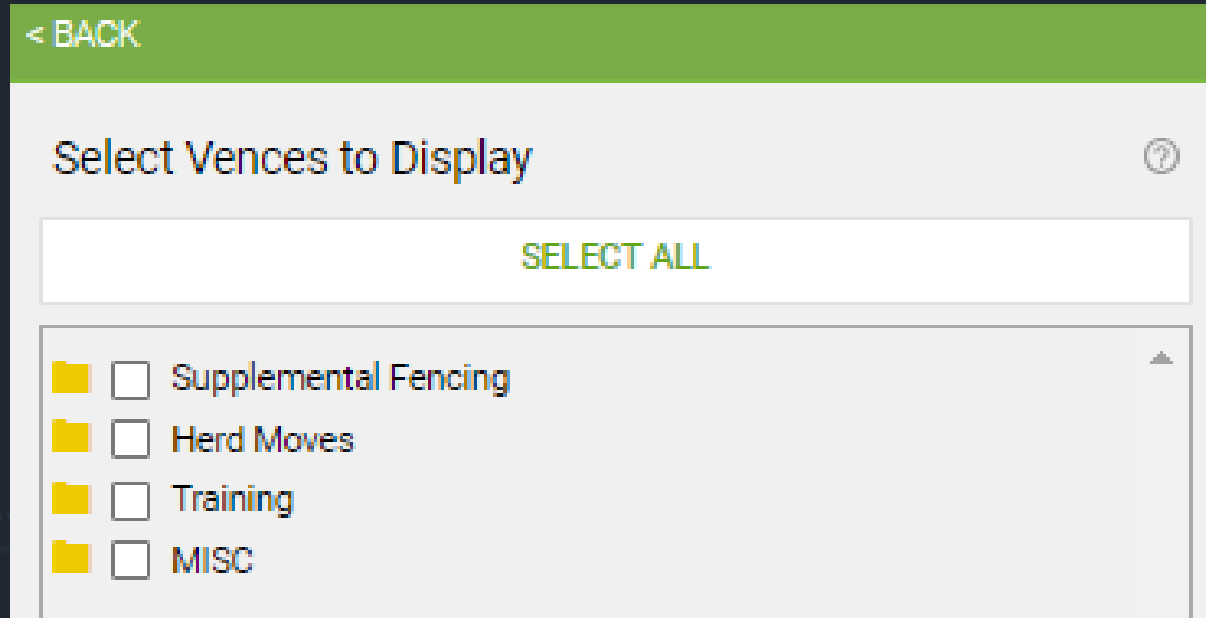 < BACK
Select Vences to Display
SELECT ALL
Supplemental Fencing
Herd Moves
Training
MISC